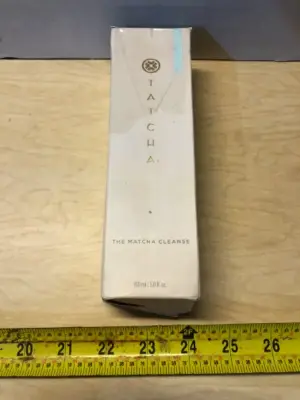 TATCHA
THE MATCHA CLEANSE
20 21 22 23 24 25 26